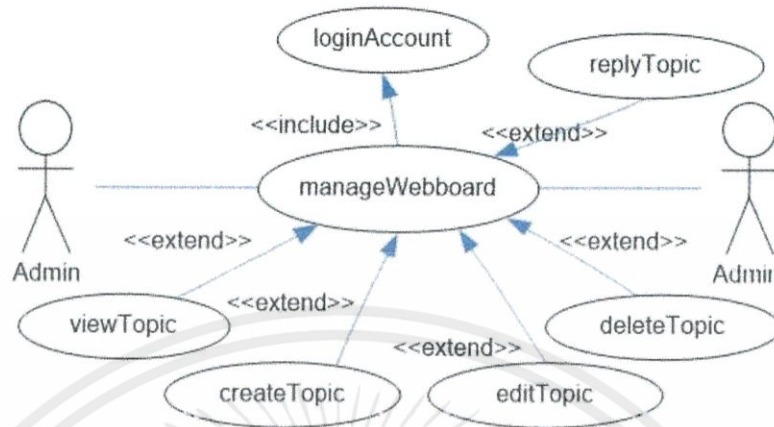 loginAccount
replyTopic
<<include>>
<<extend>>
manageWebboard
<<extend>>
<<extend>>
Admin
Admin
viewTopic
<<extend>>
deleteTopic
<<extend>>
createTopic
editTopic